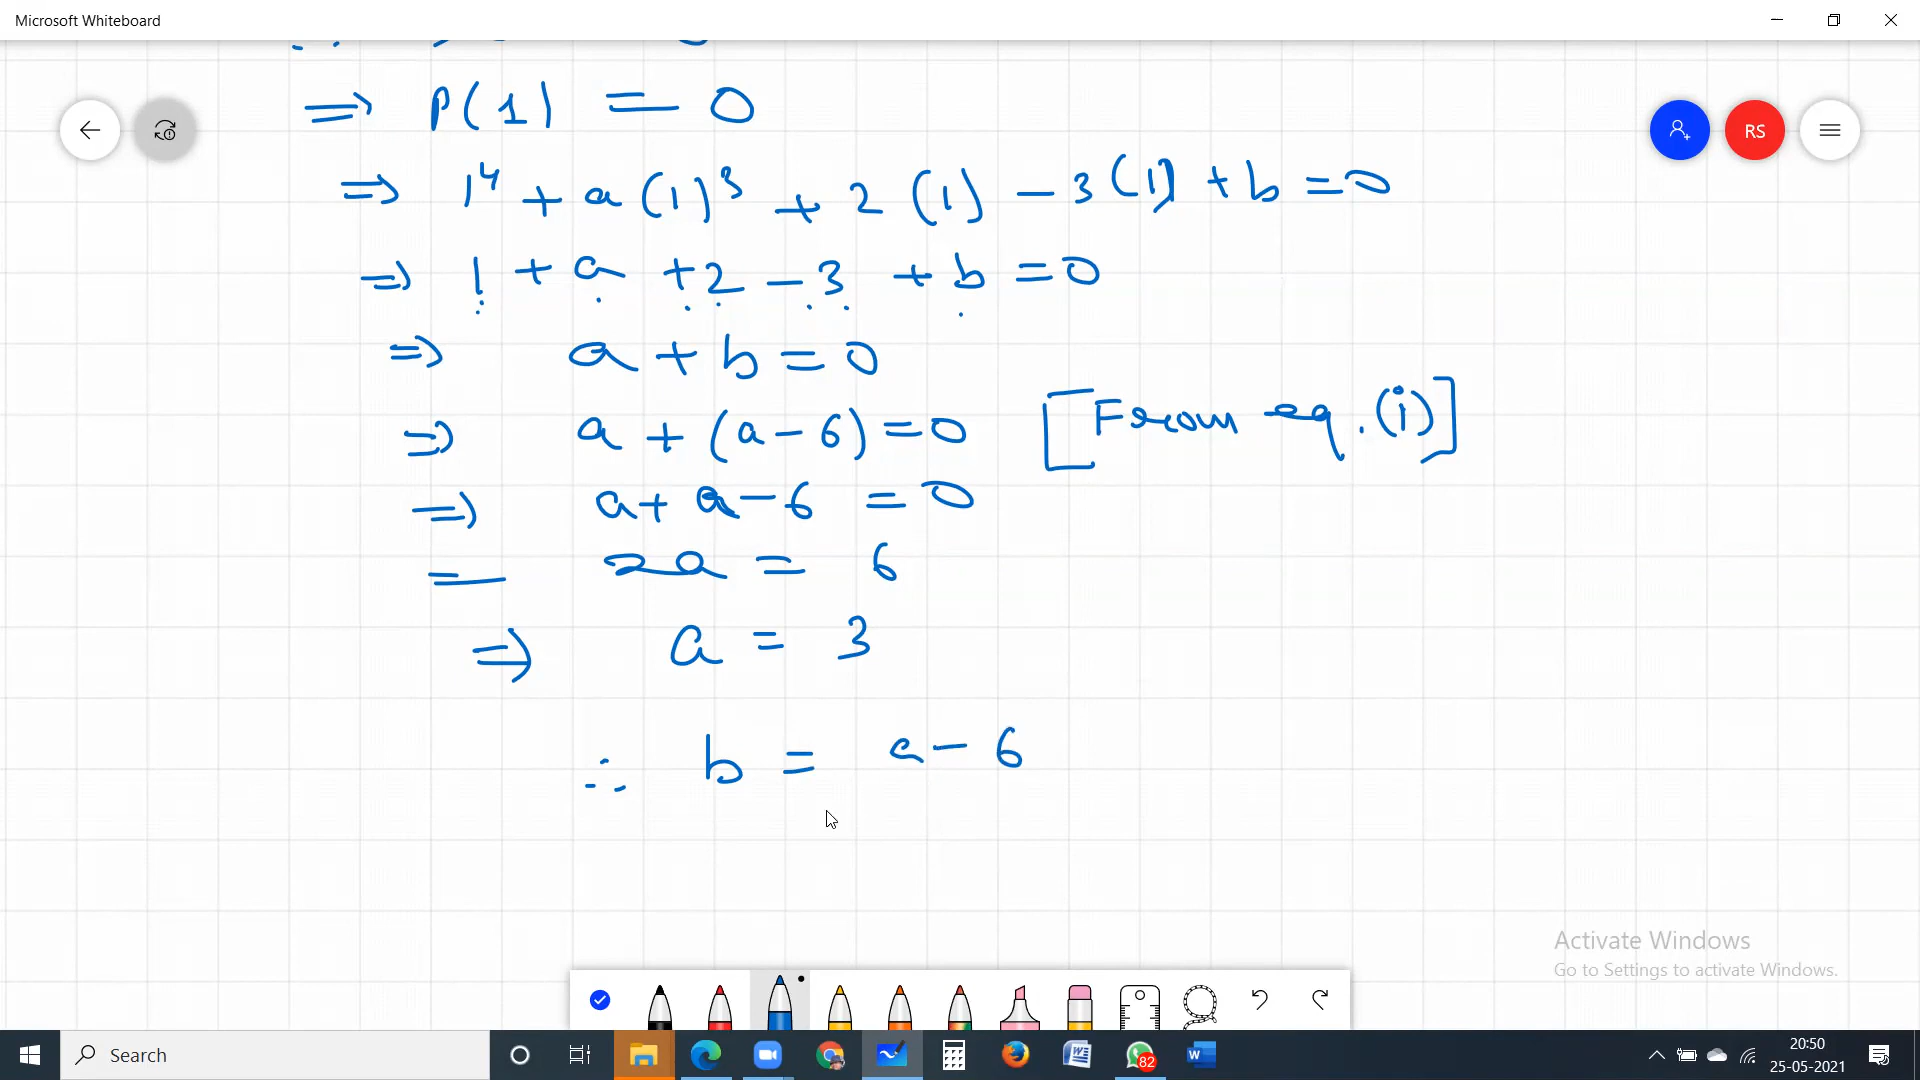 Microsoft Whiteboard
⇒ P(1) = 0
RS
⇒ 1⁴ + a(1)³ + 2(1) - 3(1) + b = 0
⇒ 1 + a + 2 - 3 + b = 0
⇒ a + b = 0
⇒ a + (a - 6) = 0 [From eq. (i)]
⇒ a + a - 6 = 0
= 2a = 6
⇒ a = 3
∴ b = a - 6
Activate Windows
Go to Settings to activate Windows.
Search
82
20:50
25-05-2021